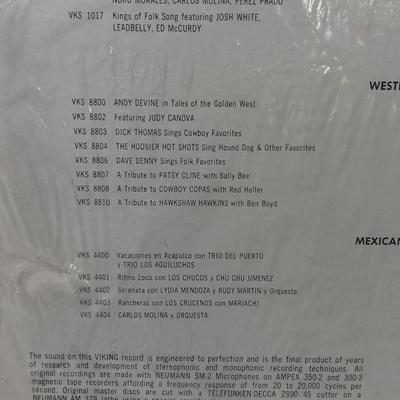 NORO MORALES, CARLOS MOLINA, PEREZ PRADO
VKS 1017 Kings of Folk Song featuring JOSH WHITE,
LEADBELLY, ED McCURDY
WEST
VKS 8800 ANDY DEVINE in Tales of the Golden West
VKS 8802 Featuring JUDY CANOVA
VKS 8803 DICK THOMAS Sings Cowboy Favorites
VKS 8804 THE HOOSIER HOT SHOTS Sing Hound Dog & Other Favorites
VKS 8806 DAVE DENNY Sings Folk Favorites
VKS 8807 A Tribute to PATSY CLINE with Sally Bee
VKS 8808 A Tribute to COWBOY COPAS with Red Heller
VKS 8810 A Tribute to HAWKSHAW HAWKINS with Ben Boyd
MEXICAN
VKS 4400 Vacaciones en Acapulco con TRIO DEL PUERTO
y TRIO LOS AGUILUCHOS
VKS 4401 Ritmo Loco con LOS CHUCOS y CHU CHU JIMENEZ
VKS 4402 Serenata con LYDIA MENDOZA y RUDY MARTIN y Orquesta
VKS 4403 Rancheras con LOS CRUCENOS con MARIACHI
VKS 4404 CARLOS MOLINA y ORQUESTA
The sound on this VIKING record is engineered to perfection and is the final product of years
of research and development of stereophonic and monophonic recording techniques. All
original recordings are made with NEUMANN SM-2 Microphones on AMPEX 350-2 and 300-3
magnetic tape recorders affording a frequency response of from 20 to 20,000 cycles per
second. Original master discs are cut with a TELEFUNKEN-DECCA ZS90/45 cutter on a
NEUMANN AM 32B lathe using a special